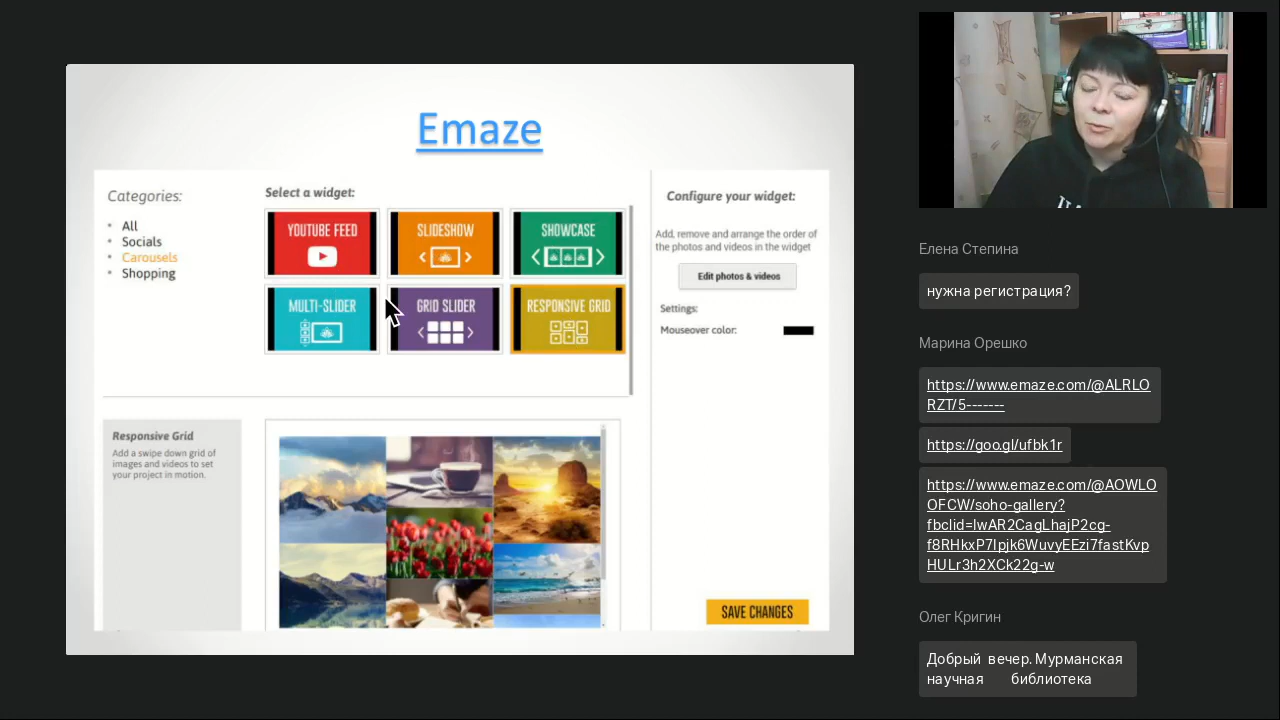 Emaze
Categories:
• All
• Socials
• Carousels
• Shopping
Select a widget:
YOUTUBE FEED
SLIDESHOW
SHOWCASE
MULTI-SLIDER
GRID SLIDER
RESPONSIVE GRID
Configure your widget:
Add, remove and arrange the order of
the photos and videos in the widget
Edit photos & videos
Settings:
Mouseover color:
Responsive Grid
Add a swipe down grid of
images and videos to set
your project in motion.
SAVE CHANGES
Елена Степина
нужна регистрация?
Марина Орешко
https://www.emaze.com/@ALRLO
RZT/5-------
https://goo.gl/ufbk1r
https://www.emaze.com/@AOWLO
OFCW/soho-gallery?
fbclid=IwAR2CagLhajP2cg-
f8RHkxP7Ipjk6WuvyEEzi7fastKvp
HULr3h2XCk22g-w
Олег Кригин
Добрый вечер. Мурманская
научная библиотека